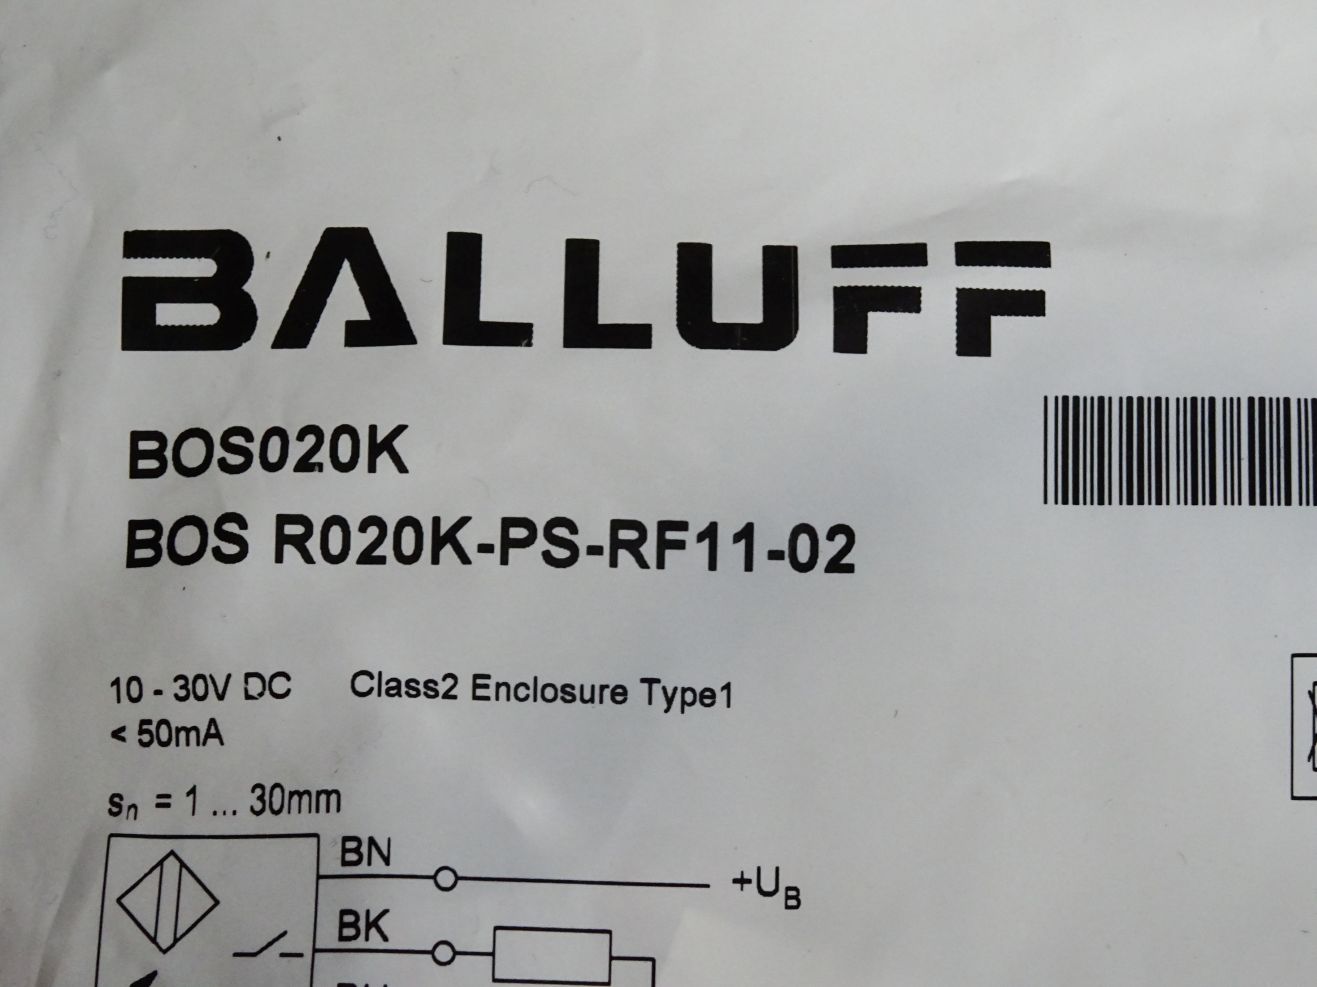 BALLUFF
BOS020K
BOS R020K-PS-RF11-02
10 - 30V DC Class2 Enclosure Type1
< 50mA
sn = 1 ... 30mm
BN
+UB
BK